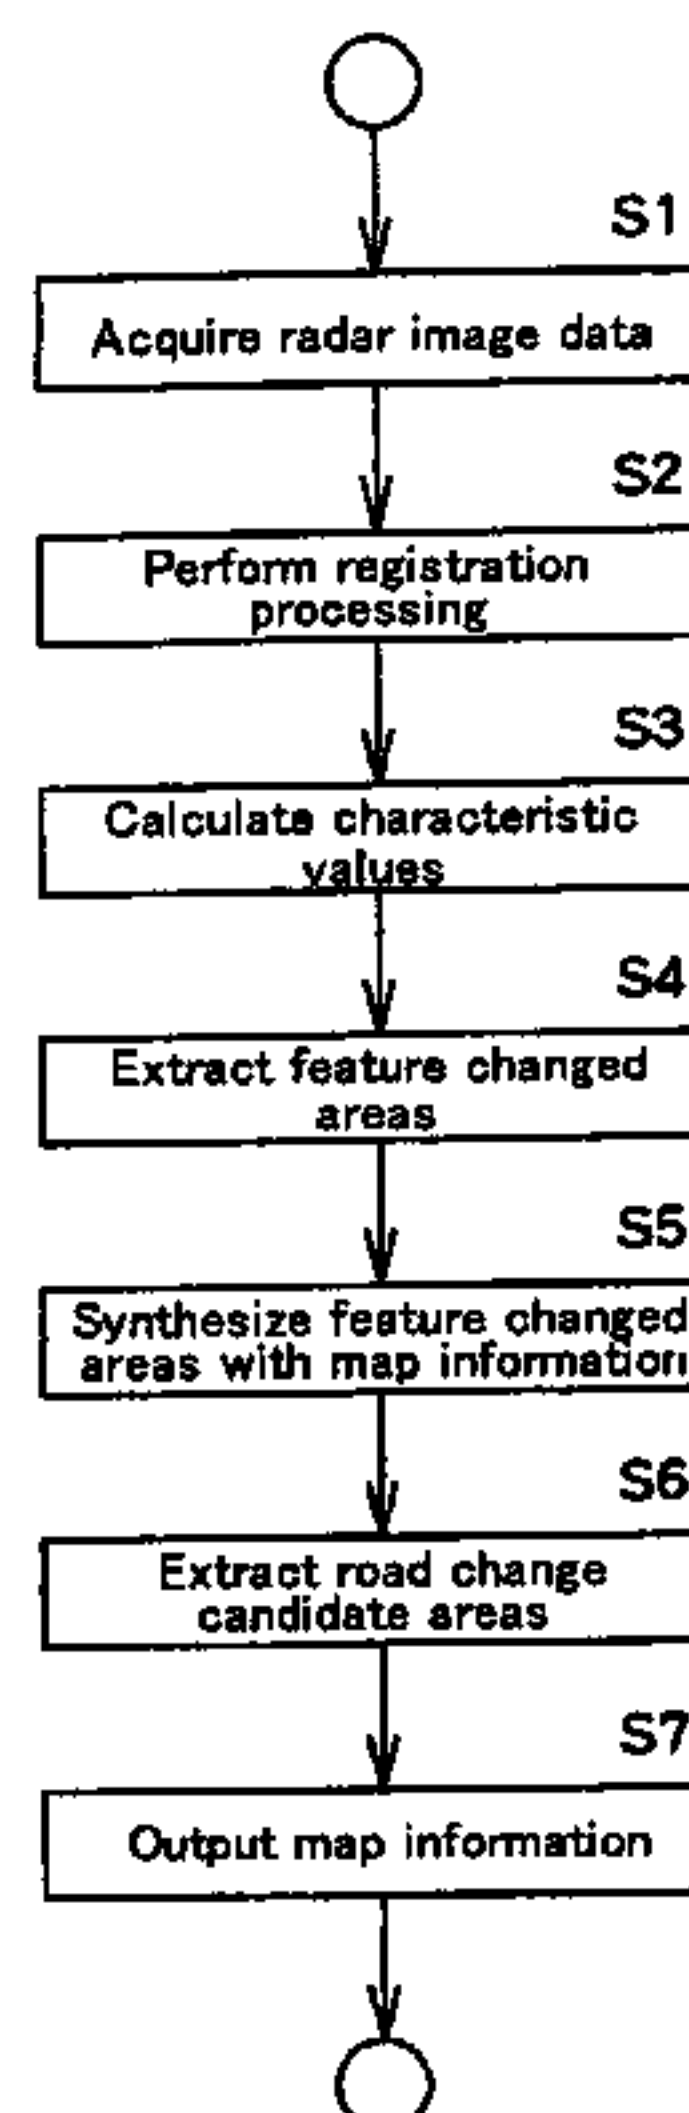 S1
Acquire radar image data
S2
Perform registration
processing
S3
Calculate characteristic
values
S4
Extract feature changed
areas
S5
Synthesize feature changed
areas with map information
S6
Extract road change
candidate areas
S7
Output map information